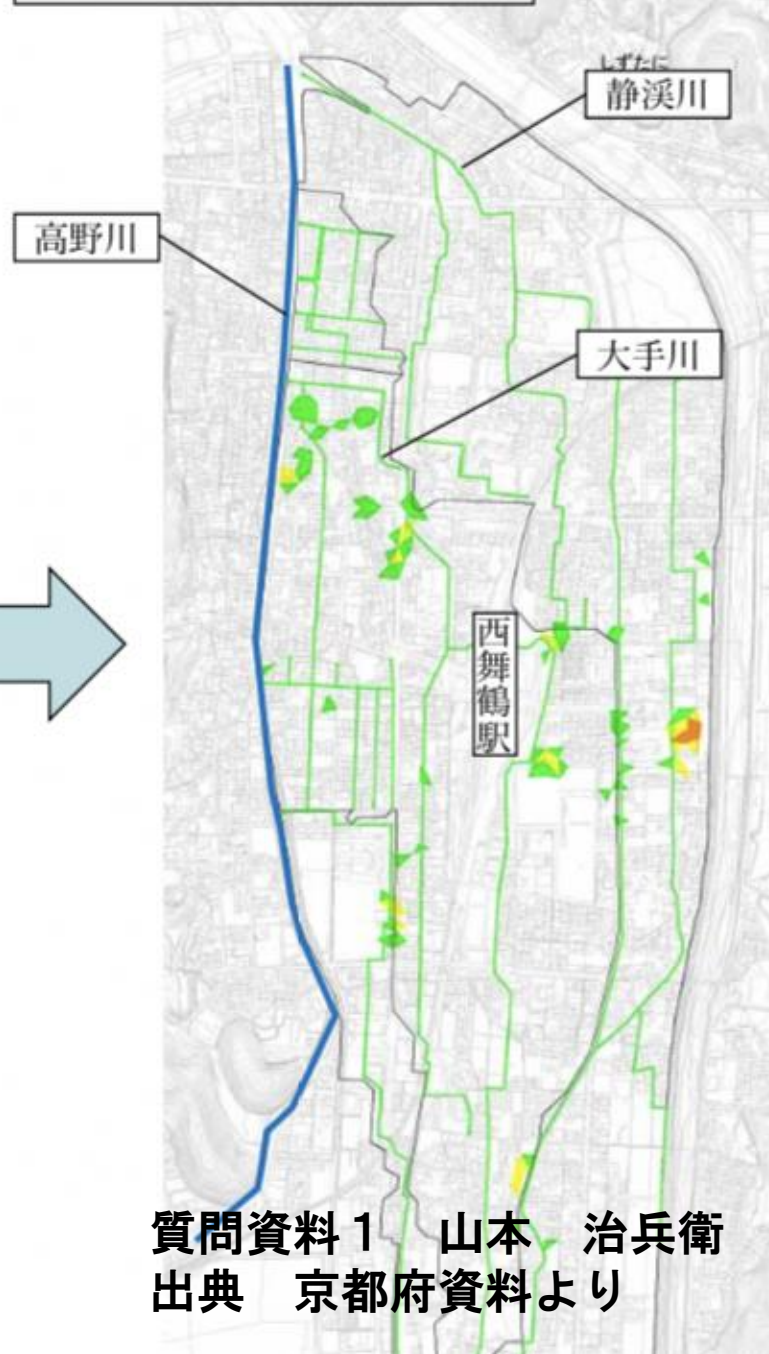 しずたに
静渓川
高野川
大手川
西舞鶴駅
質問資料1　山本　治兵衛
出典　京都府資料より